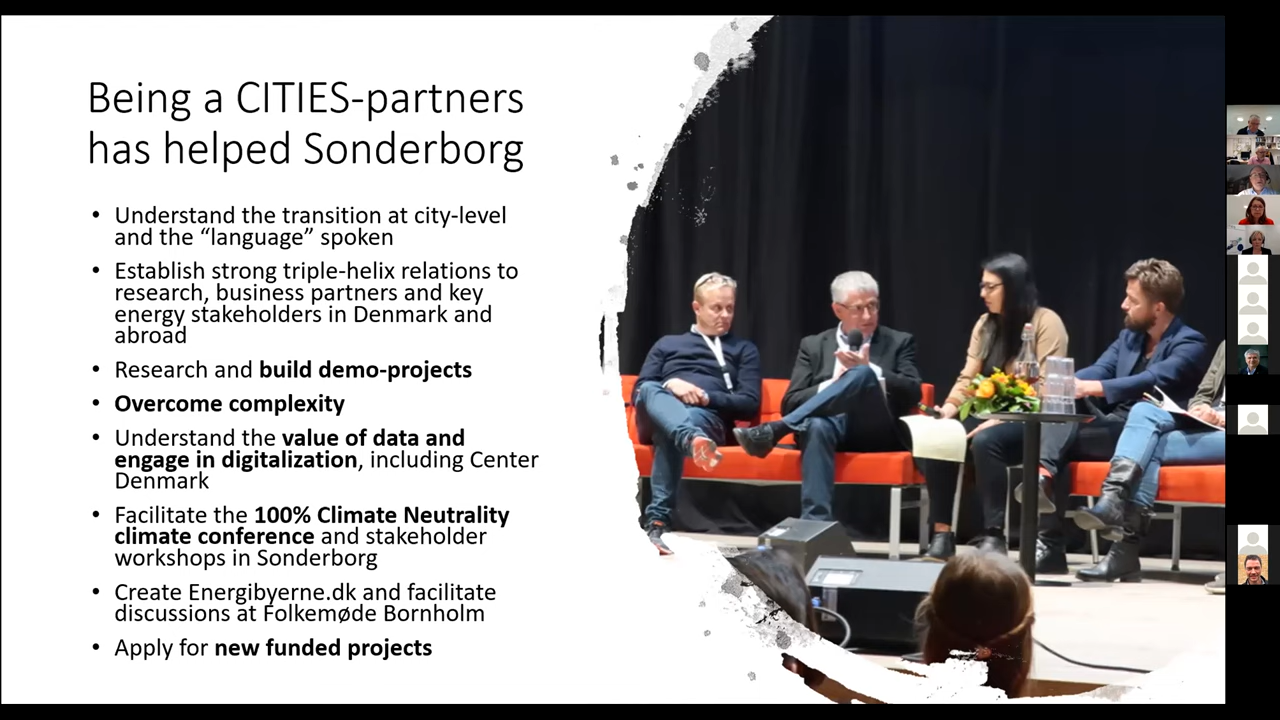 Being a CITIES-partners
has helped Sonderborg
• Understand the transition at city-level
and the “language” spoken
• Establish strong triple-helix relations to
research, business partners and key
energy stakeholders in Denmark and
abroad
• Research and build demo-projects
• Overcome complexity
• Understand the value of data and
engage in digitalization, including Center
Denmark
• Facilitate the 100% Climate Neutrality
climate conference and stakeholder
workshops in Sonderborg
• Create Energibyerne.dk and facilitate
discussions at Folkemøde Bornholm
• Apply for new funded projects